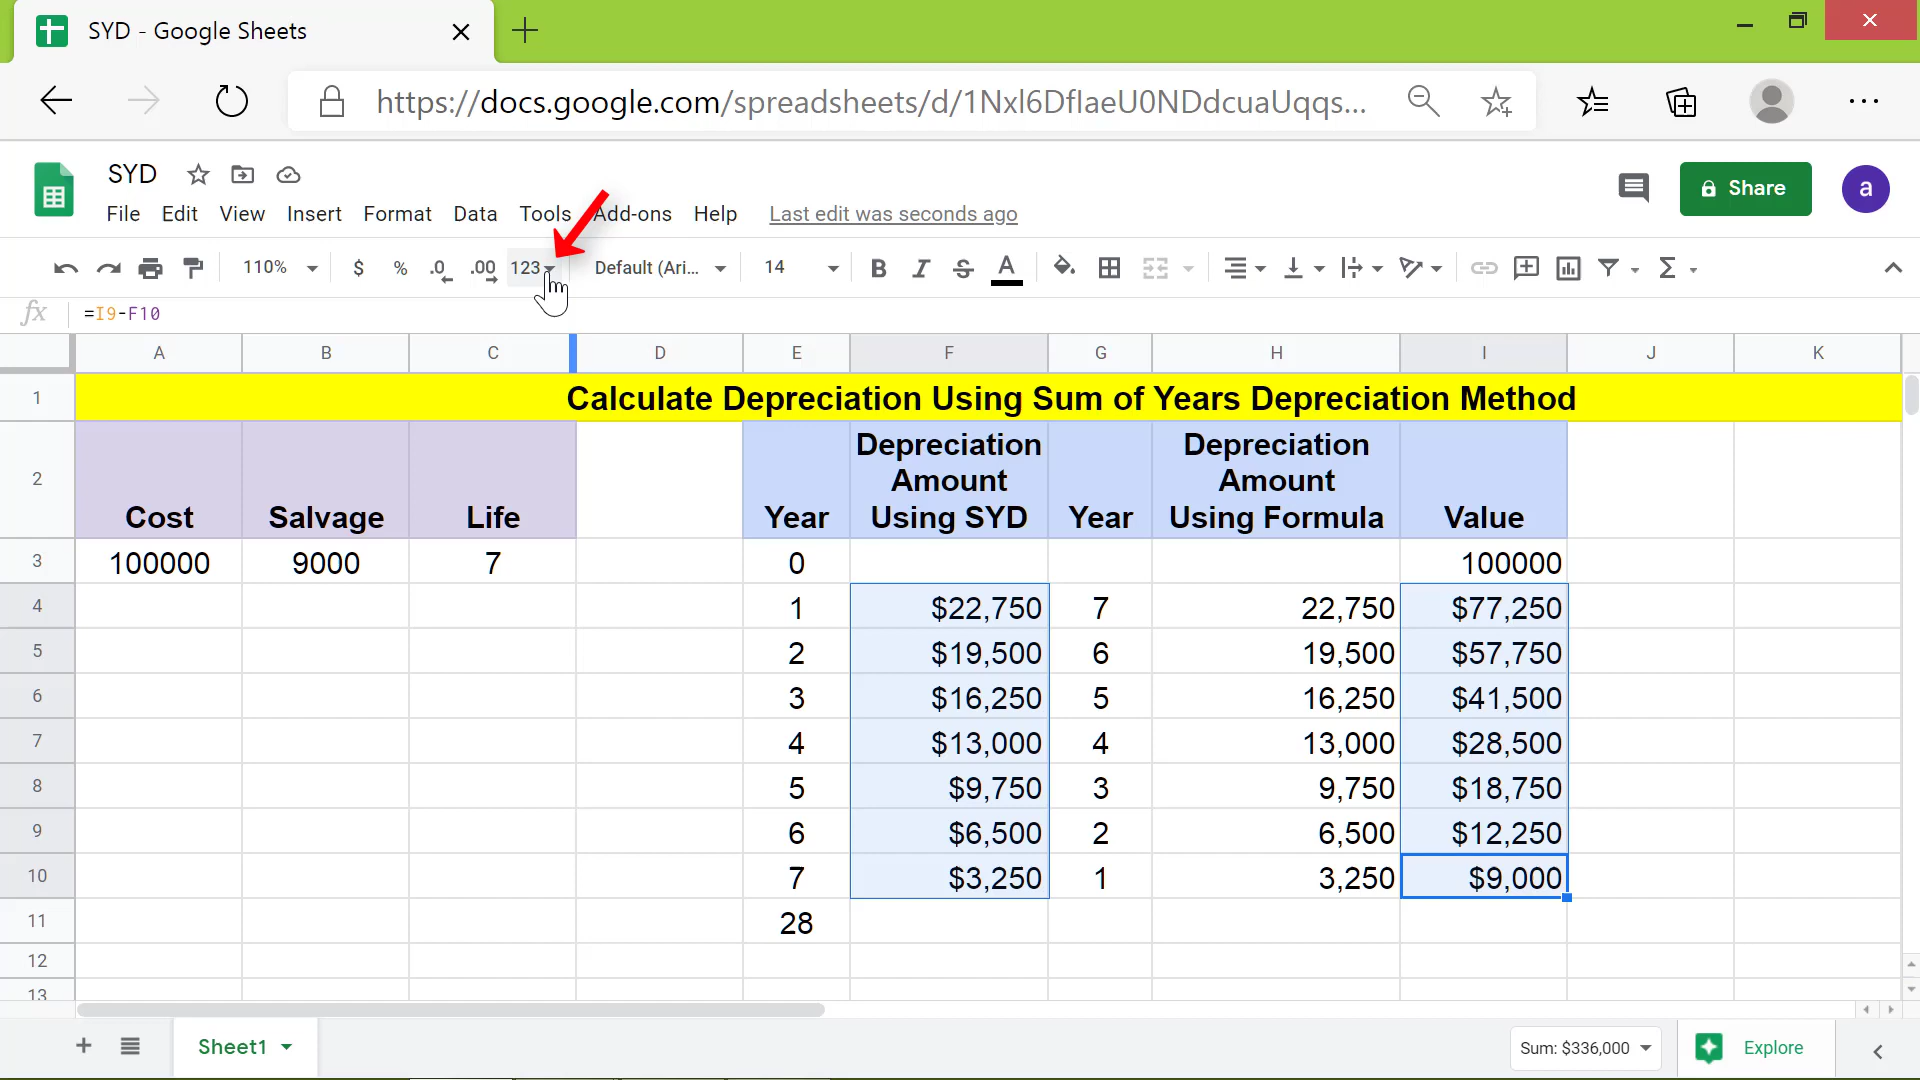 SYD - Google Sheets
https://docs.google.com/spreadsheets/d/1Nxl6DfIaeU0NDdcuaUqqs...
SYD
File Edit View Insert Format Data Tools Add-ons Help Last edit was seconds ago
Share
a
110% $ % .0 .00 123 Default (Ari... 14 B I S A Σ
fx =I9-F10
A B C D E F G H I J K
1 Calculate Depreciation Using Sum of Years Depreciation Method
2 Cost Salvage Life Year Depreciation Amount Using SYD Year Depreciation Amount Using Formula Value
3 100000 9000 7 0 100000
4 1 $22,750 7 22,750 $77,250
5 2 $19,500 6 19,500 $57,750
6 3 $16,250 5 16,250 $41,500
7 4 $13,000 4 13,000 $28,500
8 5 $9,750 3 9,750 $18,750
9 6 $6,500 2 6,500 $12,250
10 7 $3,250 1 3,250 $9,000
11 28
12
13
Sheet1 Sum: $336,000 Explore